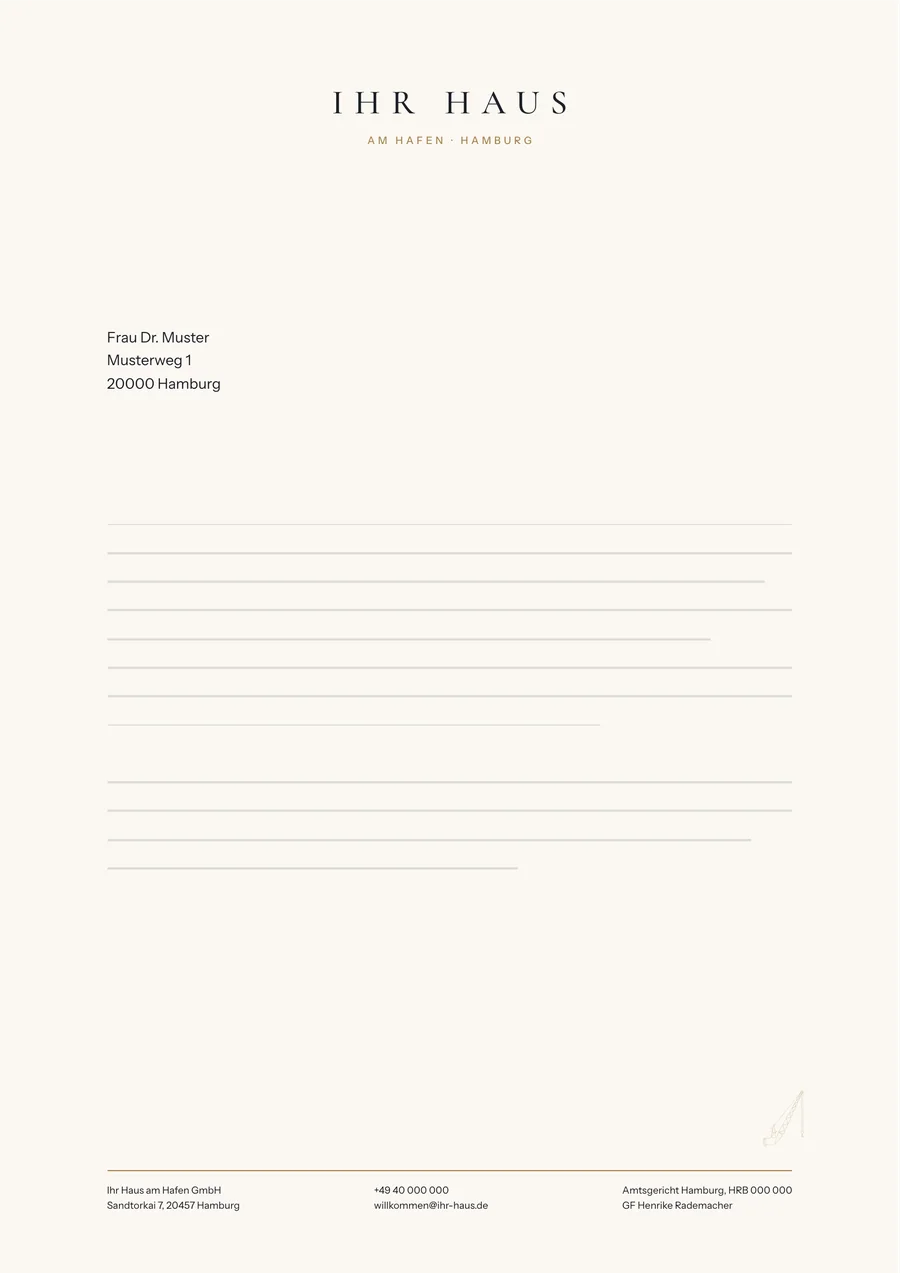 IHR HAUS
AM HAFEN · HAMBURG
Frau Dr. Muster
Musterweg 1
20000 Hamburg
Ihr Haus am Hafen GmbH
Sandtorkai 7, 20457 Hamburg
+49 40 000 000
willkommen@ihr-haus.de
Amtsgericht Hamburg, HRB 000 000
GF Henrike Rademacher